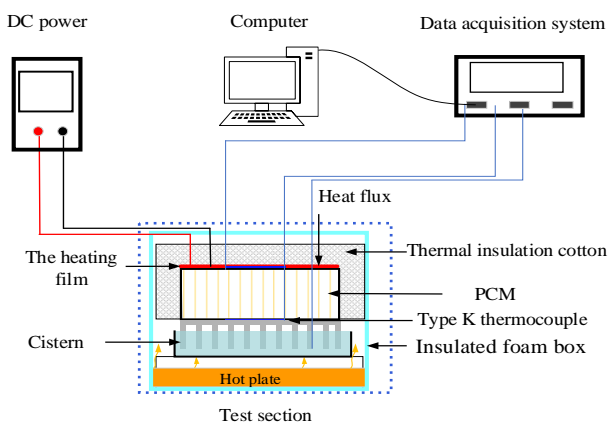 DC power
Computer
Data acquisition system
Heat flux
The heating
film
Thermal insulation cotton
PCM
Type K thermocouple
Cistern
Insulated foam box
Hot plate
Test section